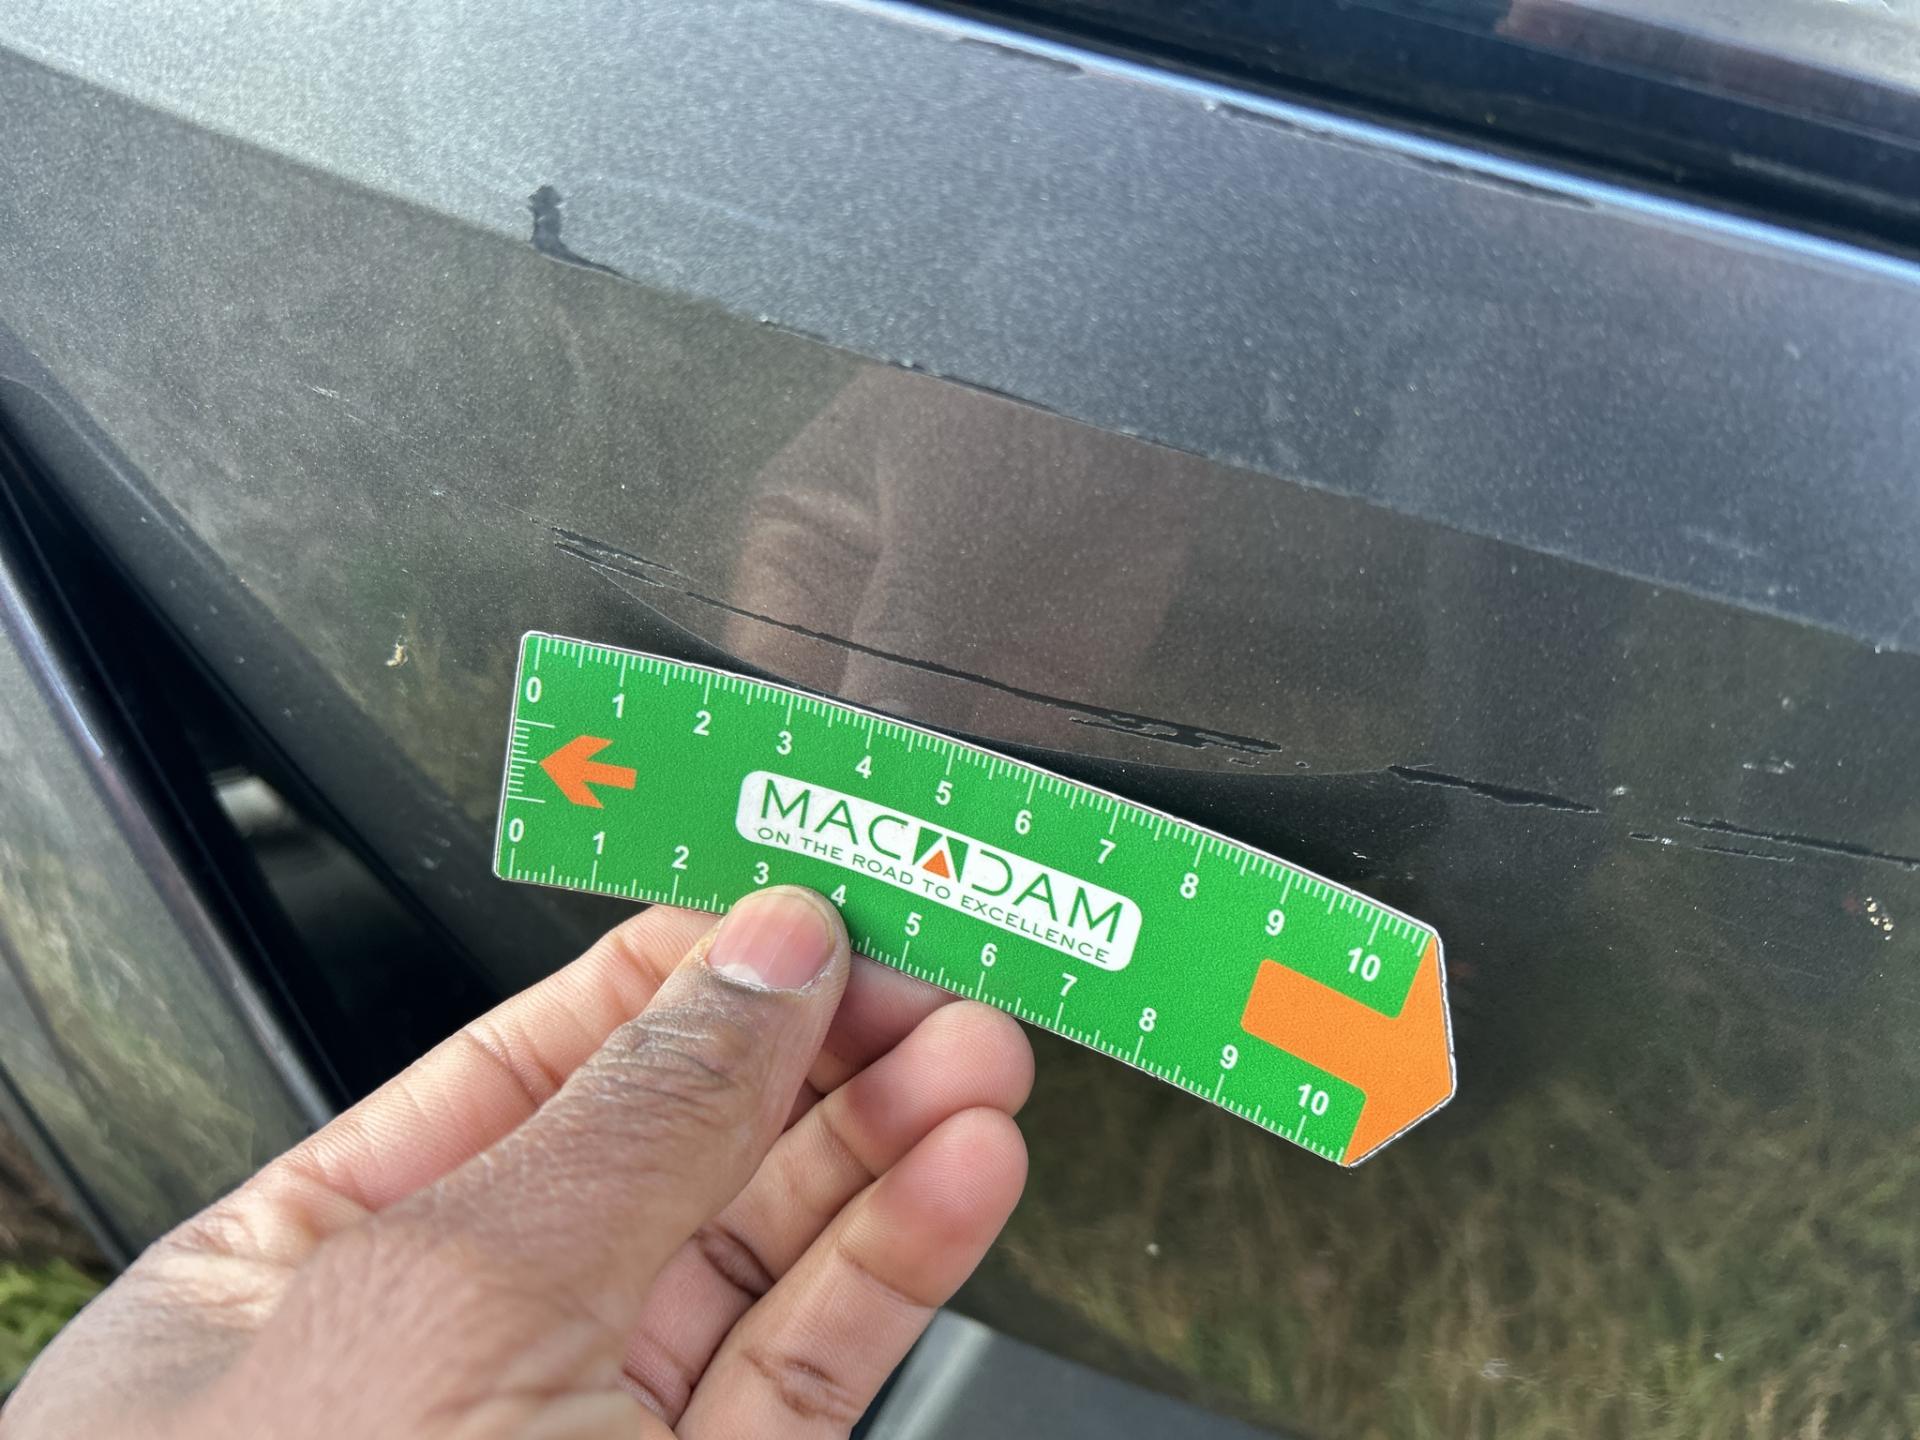 0 1 2 3 4 5 6 7 8 9 10
MACADAM
ON THE ROAD TO EXCELLENCE
0 1 2 3 4 5 6 7 8 9 10